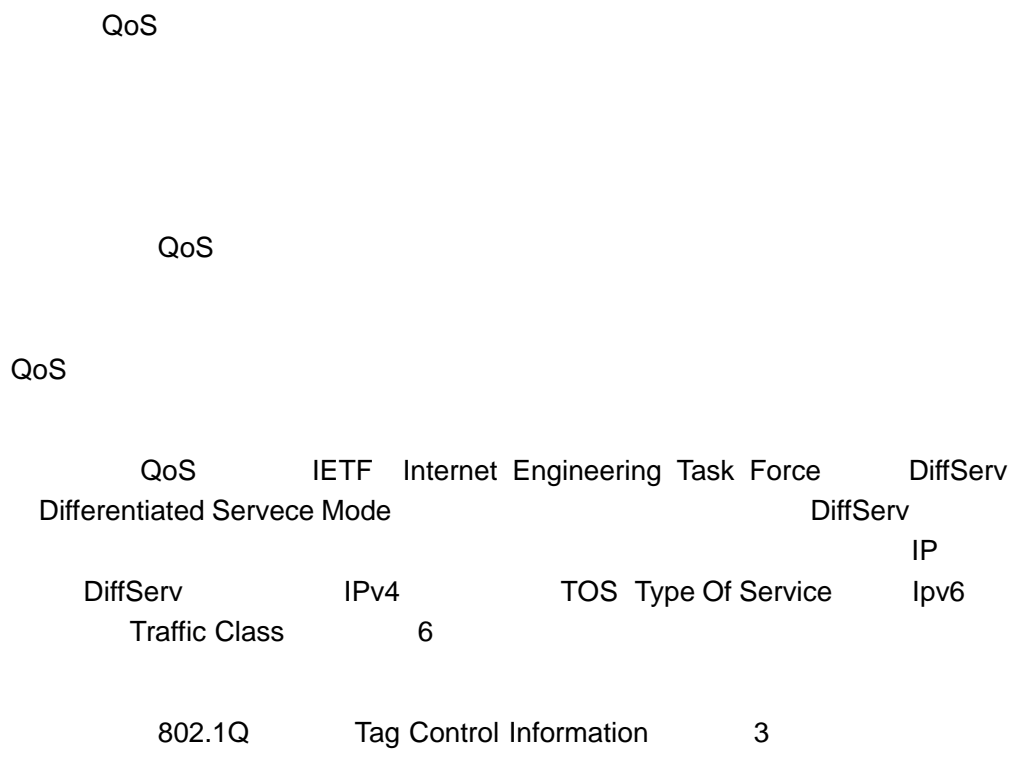 QoS
QoS
QoS
QoS IETF Internet Engineering Task Force DiffServ
Differentiated Servece Mode DiffServ
IP
DiffServ IPv4 TOS Type Of Service Ipv6
Traffic Class 6
802.1Q Tag Control Information 3